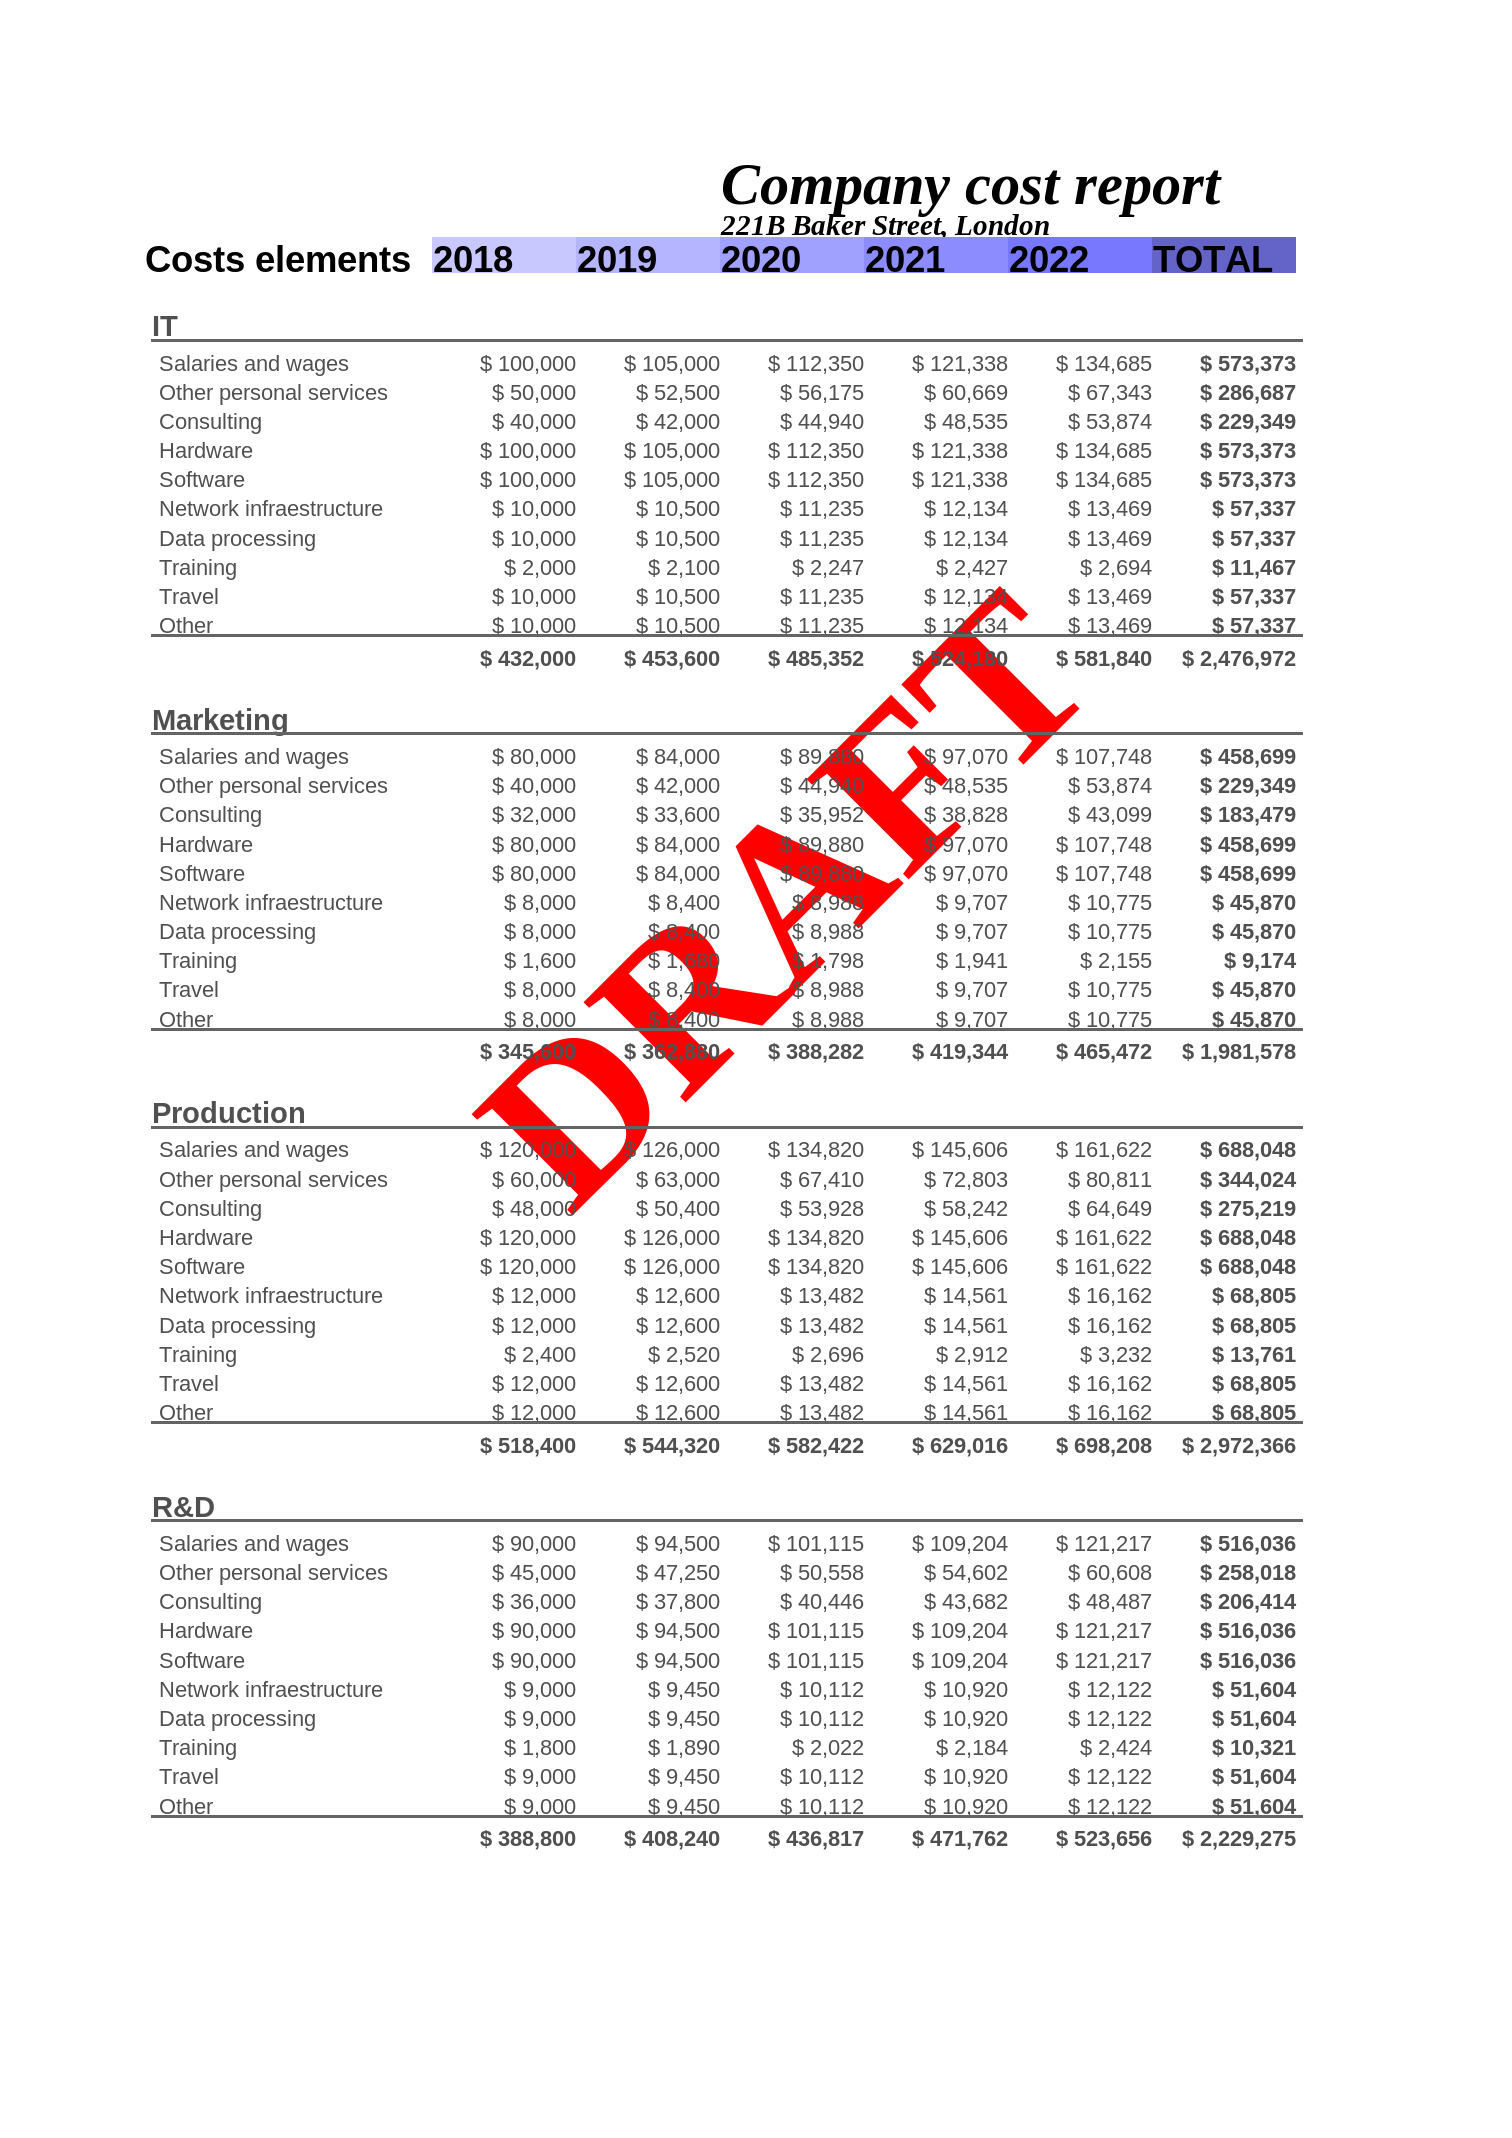 Company cost report
221B Baker Street, London
Costs elements 2018 2019 2020 2021 2022 TOTAL
IT
Salaries and wages $ 100,000 $ 105,000 $ 112,350 $ 121,338 $ 134,685 $ 573,373
Other personal services $ 50,000 $ 52,500 $ 56,175 $ 60,669 $ 67,343 $ 286,687
Consulting $ 40,000 $ 42,000 $ 44,940 $ 48,535 $ 53,874 $ 229,349
Hardware $ 100,000 $ 105,000 $ 112,350 $ 121,338 $ 134,685 $ 573,373
Software $ 100,000 $ 105,000 $ 112,350 $ 121,338 $ 134,685 $ 573,373
Network infraestructure $ 10,000 $ 10,500 $ 11,235 $ 12,134 $ 13,469 $ 57,337
Data processing $ 10,000 $ 10,500 $ 11,235 $ 12,134 $ 13,469 $ 57,337
Training $ 2,000 $ 2,100 $ 2,247 $ 2,427 $ 2,694 $ 11,467
Travel $ 10,000 $ 10,500 $ 11,235 $ 12,134 $ 13,469 $ 57,337
Other $ 10,000 $ 10,500 $ 11,235 $ 12,134 $ 13,469 $ 57,337
$ 432,000 $ 453,600 $ 485,352 $ 524,180 $ 581,840 $ 2,476,972
Marketing
Salaries and wages $ 80,000 $ 84,000 $ 89,880 $ 97,070 $ 107,748 $ 458,699
Other personal services $ 40,000 $ 42,000 $ 44,940 $ 48,535 $ 53,874 $ 229,349
Consulting $ 32,000 $ 33,600 $ 35,952 $ 38,828 $ 43,099 $ 183,479
Hardware $ 80,000 $ 84,000 $ 89,880 $ 97,070 $ 107,748 $ 458,699
Software $ 80,000 $ 84,000 $ 89,880 $ 97,070 $ 107,748 $ 458,699
Network infraestructure $ 8,000 $ 8,400 $ 8,988 $ 9,707 $ 10,775 $ 45,870
Data processing $ 8,000 $ 8,400 $ 8,988 $ 9,707 $ 10,775 $ 45,870
Training $ 1,600 $ 1,680 $ 1,798 $ 1,941 $ 2,155 $ 9,174
Travel $ 8,000 $ 8,400 $ 8,988 $ 9,707 $ 10,775 $ 45,870
Other $ 8,000 $ 8,400 $ 8,988 $ 9,707 $ 10,775 $ 45,870
$ 345,600 $ 362,880 $ 388,282 $ 419,344 $ 465,472 $ 1,981,578
DRAFT
Production
Salaries and wages $ 120,000 $ 126,000 $ 134,820 $ 145,606 $ 161,622 $ 688,048
Other personal services $ 60,000 $ 63,000 $ 67,410 $ 72,803 $ 80,811 $ 344,024
Consulting $ 48,000 $ 50,400 $ 53,928 $ 58,242 $ 64,649 $ 275,219
Hardware $ 120,000 $ 126,000 $ 134,820 $ 145,606 $ 161,622 $ 688,048
Software $ 120,000 $ 126,000 $ 134,820 $ 145,606 $ 161,622 $ 688,048
Network infraestructure $ 12,000 $ 12,600 $ 13,482 $ 14,561 $ 16,162 $ 68,805
Data processing $ 12,000 $ 12,600 $ 13,482 $ 14,561 $ 16,162 $ 68,805
Training $ 2,400 $ 2,520 $ 2,696 $ 2,912 $ 3,232 $ 13,761
Travel $ 12,000 $ 12,600 $ 13,482 $ 14,561 $ 16,162 $ 68,805
Other $ 12,000 $ 12,600 $ 13,482 $ 14,561 $ 16,162 $ 68,805
$ 518,400 $ 544,320 $ 582,422 $ 629,016 $ 698,208 $ 2,972,366
R&D
Salaries and wages $ 90,000 $ 94,500 $ 101,115 $ 109,204 $ 121,217 $ 516,036
Other personal services $ 45,000 $ 47,250 $ 50,558 $ 54,602 $ 60,608 $ 258,018
Consulting $ 36,000 $ 37,800 $ 40,446 $ 43,682 $ 48,487 $ 206,414
Hardware $ 90,000 $ 94,500 $ 101,115 $ 109,204 $ 121,217 $ 516,036
Software $ 90,000 $ 94,500 $ 101,115 $ 109,204 $ 121,217 $ 516,036
Network infraestructure $ 9,000 $ 9,450 $ 10,112 $ 10,920 $ 12,122 $ 51,604
Data processing $ 9,000 $ 9,450 $ 10,112 $ 10,920 $ 12,122 $ 51,604
Training $ 1,800 $ 1,890 $ 2,022 $ 2,184 $ 2,424 $ 10,321
Travel $ 9,000 $ 9,450 $ 10,112 $ 10,920 $ 12,122 $ 51,604
Other $ 9,000 $ 9,450 $ 10,112 $ 10,920 $ 12,122 $ 51,604
$ 388,800 $ 408,240 $ 436,817 $ 471,762 $ 523,656 $ 2,229,275